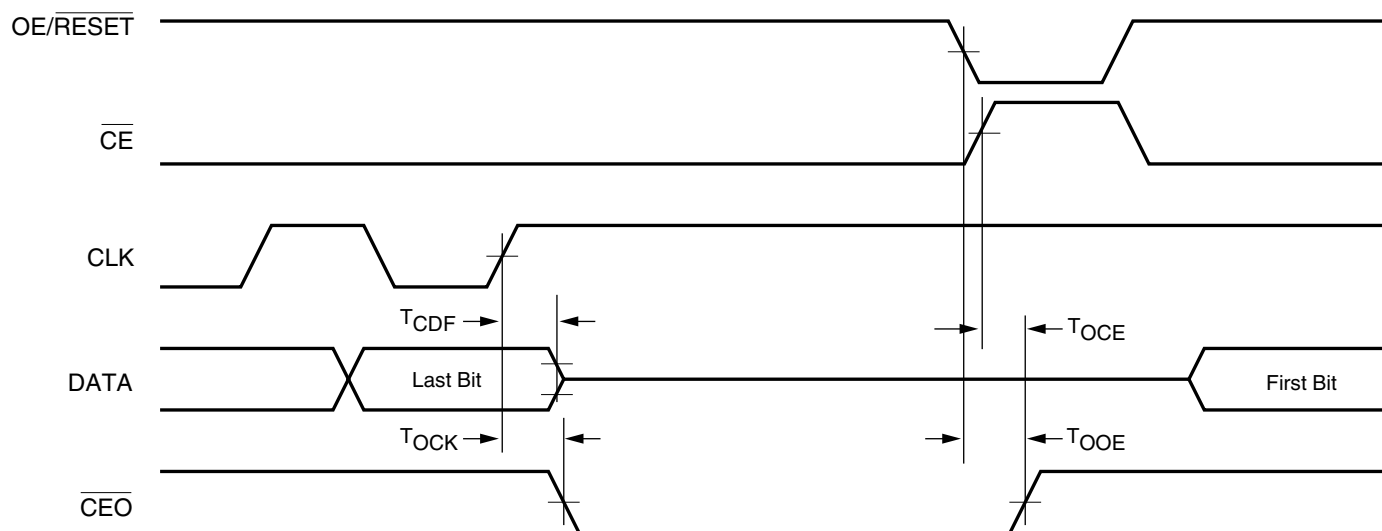 OE/RESET
CE
CLK
TCDF
TOCE
DATA
Last Bit
First Bit
TOCK
TOOE
CEO